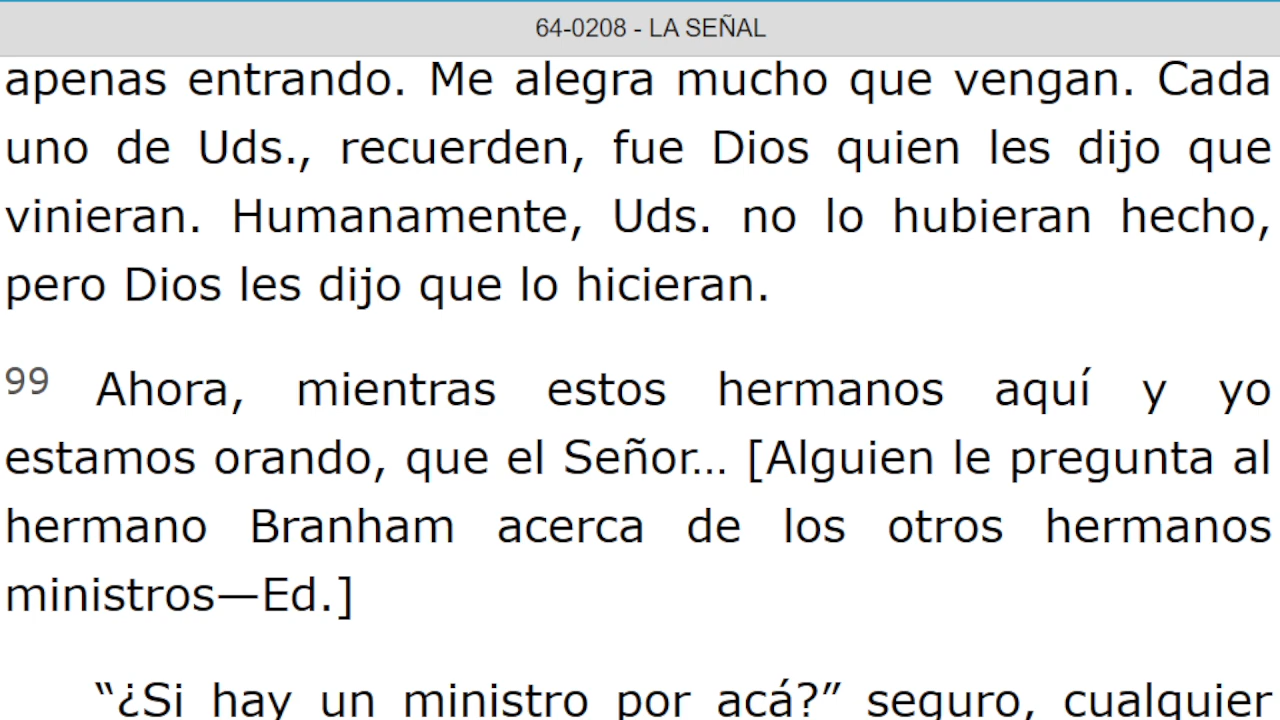 64-0208 - LA SEÑAL
apenas entrando. Me alegra mucho que vengan. Cada
uno de Uds., recuerden, fue Dios quien les dijo que
vinieran. Humanamente, Uds. no lo hubieran hecho,
pero Dios les dijo que lo hicieran.
99 Ahora, mientras estos hermanos aquí y yo
estamos orando, que el Señor... [Alguien le pregunta al
hermano Branham acerca de los otros hermanos
ministros—Ed.]
“¿Si hay un ministro por acá?” seguro, cualquier